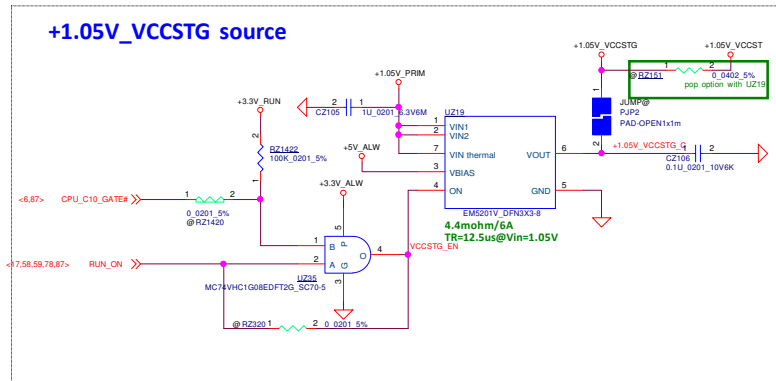 +1.05V_VCCSTG source
+1.05V_VCCSTG
+1.05V_VCCST
+1.05V_PRIM
1
2
@ RZ151
0_0402_5%
pop option with UZ19
+3.3V_RUN
2
1
CZ105
1U_0201_6.3V6M
UZ19
1
JUMP@
PJP2
PAD-OPEN1x1m
2
1
VIN1
2
VIN2
7
VIN thermal
VOUT
6
+1.05V_VCCSTG_C
1
2
CZ106
0.1U_0201_10V6K
2
RZ1422
100K_0201_5%
1
+5V_ALW
3
VBIAS
4
ON
GND
5
+3.3V_ALW
EM5201V_DFN3X3-8
4.4mohm/6A
TR=12.5us@Vin=1.05V
<6,87>
CPU_C10_GATE#
1
2
0_0201_5%
@ RZ1420
5
1
B
P
O
4
VCCSTG_EN
<17,58,59,78,87>
RUN_ON
2
A
G
UZ35
3
MC74VHC1G08EDFT2G_SC70-5
@ RZ320
1
2
0_0201_5%